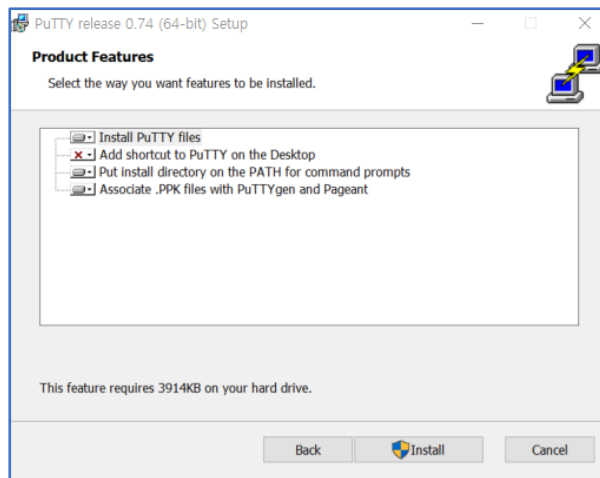 PuTTY release 0.74 (64-bit) Setup
Product Features
Select the way you want features to be installed.
Install PuTTY files
Add shortcut to PuTTY on the Desktop
Put install directory on the PATH for command prompts
Associate .PPK files with PuTTYgen and Pageant
This feature requires 3914KB on your hard drive.
Back Install Cancel